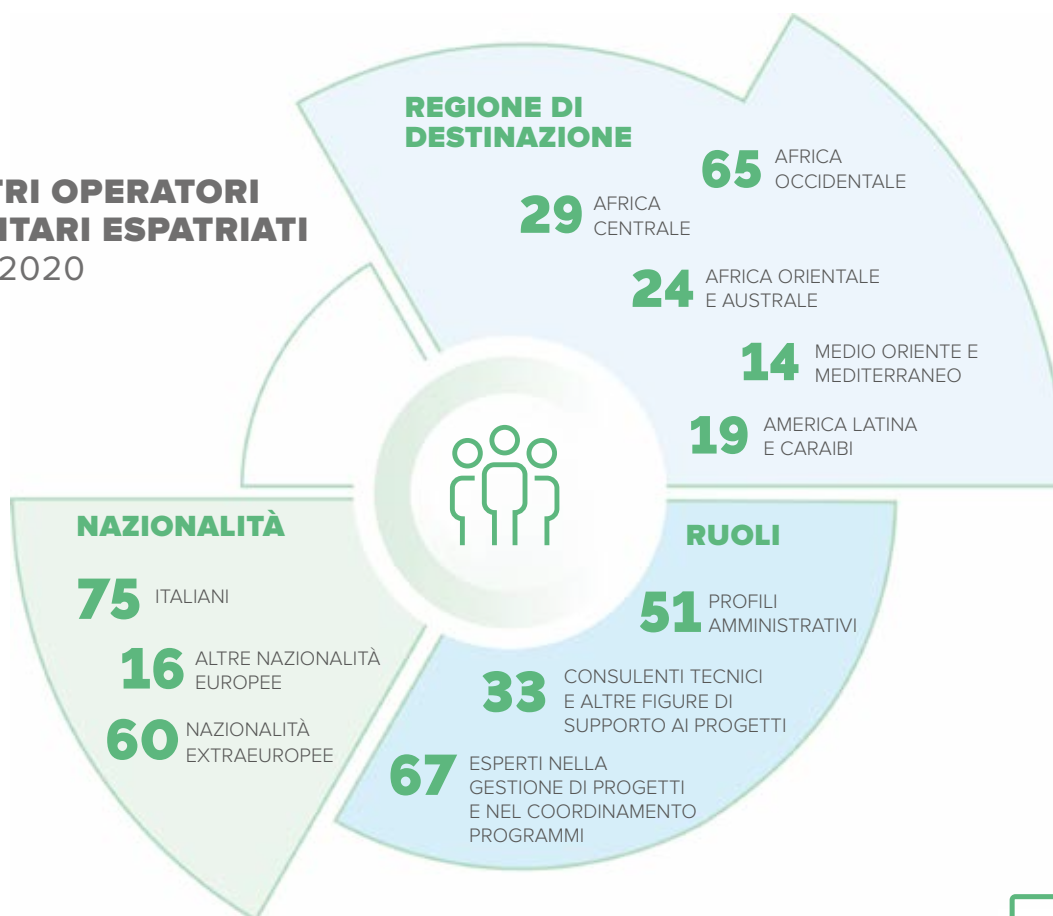 TRI OPERATORI
ITARI ESPATRIATI
2020
REGIONE DI
DESTINAZIONE
65 AFRICA
OCCIDENTALE
29 AFRICA
CENTRALE
24 AFRICA ORIENTALE
E AUSTRALE
14 MEDIO ORIENTE E
MEDITERRANEO
19 AMERICA LATINA
E CARAIBI
NAZIONALITÀ
75 ITALIANI
16 ALTRE NAZIONALITÀ
EUROPEE
60 NAZIONALITÀ
EXTRAEUROPEE
RUOLI
51 PROFILI
AMMINISTRATIVI
33 CONSULENTI TECNICI
E ALTRE FIGURE DI
SUPPORTO AI PROGETTI
67 ESPERTI NELLA
GESTIONE DI PROGETTI
E NEL COORDINAMENTO
PROGRAMMI